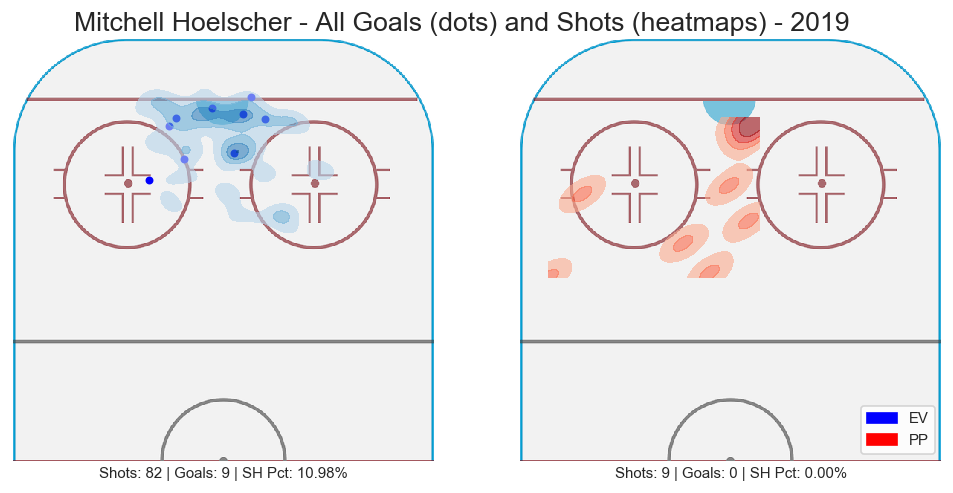 Mitchell Hoelscher - All Goals (dots) and Shots (heatmaps) - 2019
EV
PP
Shots: 82 | Goals: 9 | SH Pct: 10.98%
Shots: 9 | Goals: 0 | SH Pct: 0.00%